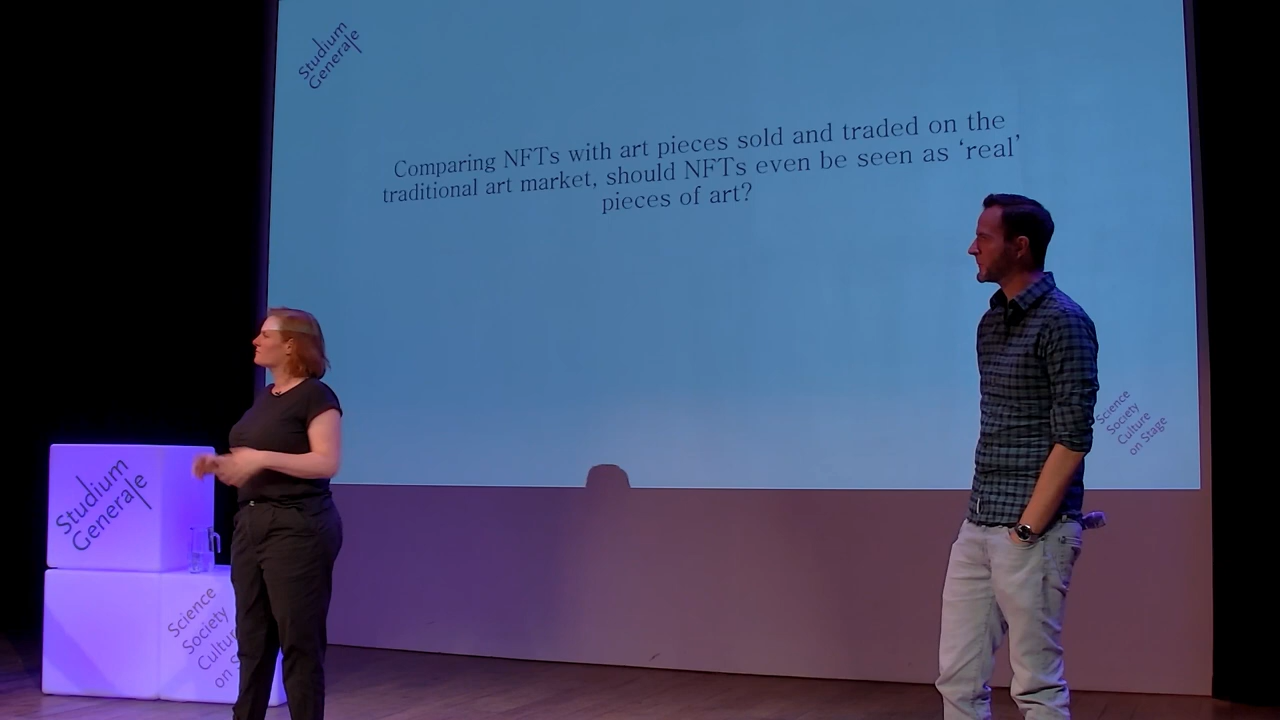 Studium
Generale
Comparing NFTs with art pieces sold and traded on the
traditional art market, should NFTs even be seen as ‘real’
pieces of art?
Science
Society
Culture
on Stage
Studium
Generale
Science
Society
Culture
on